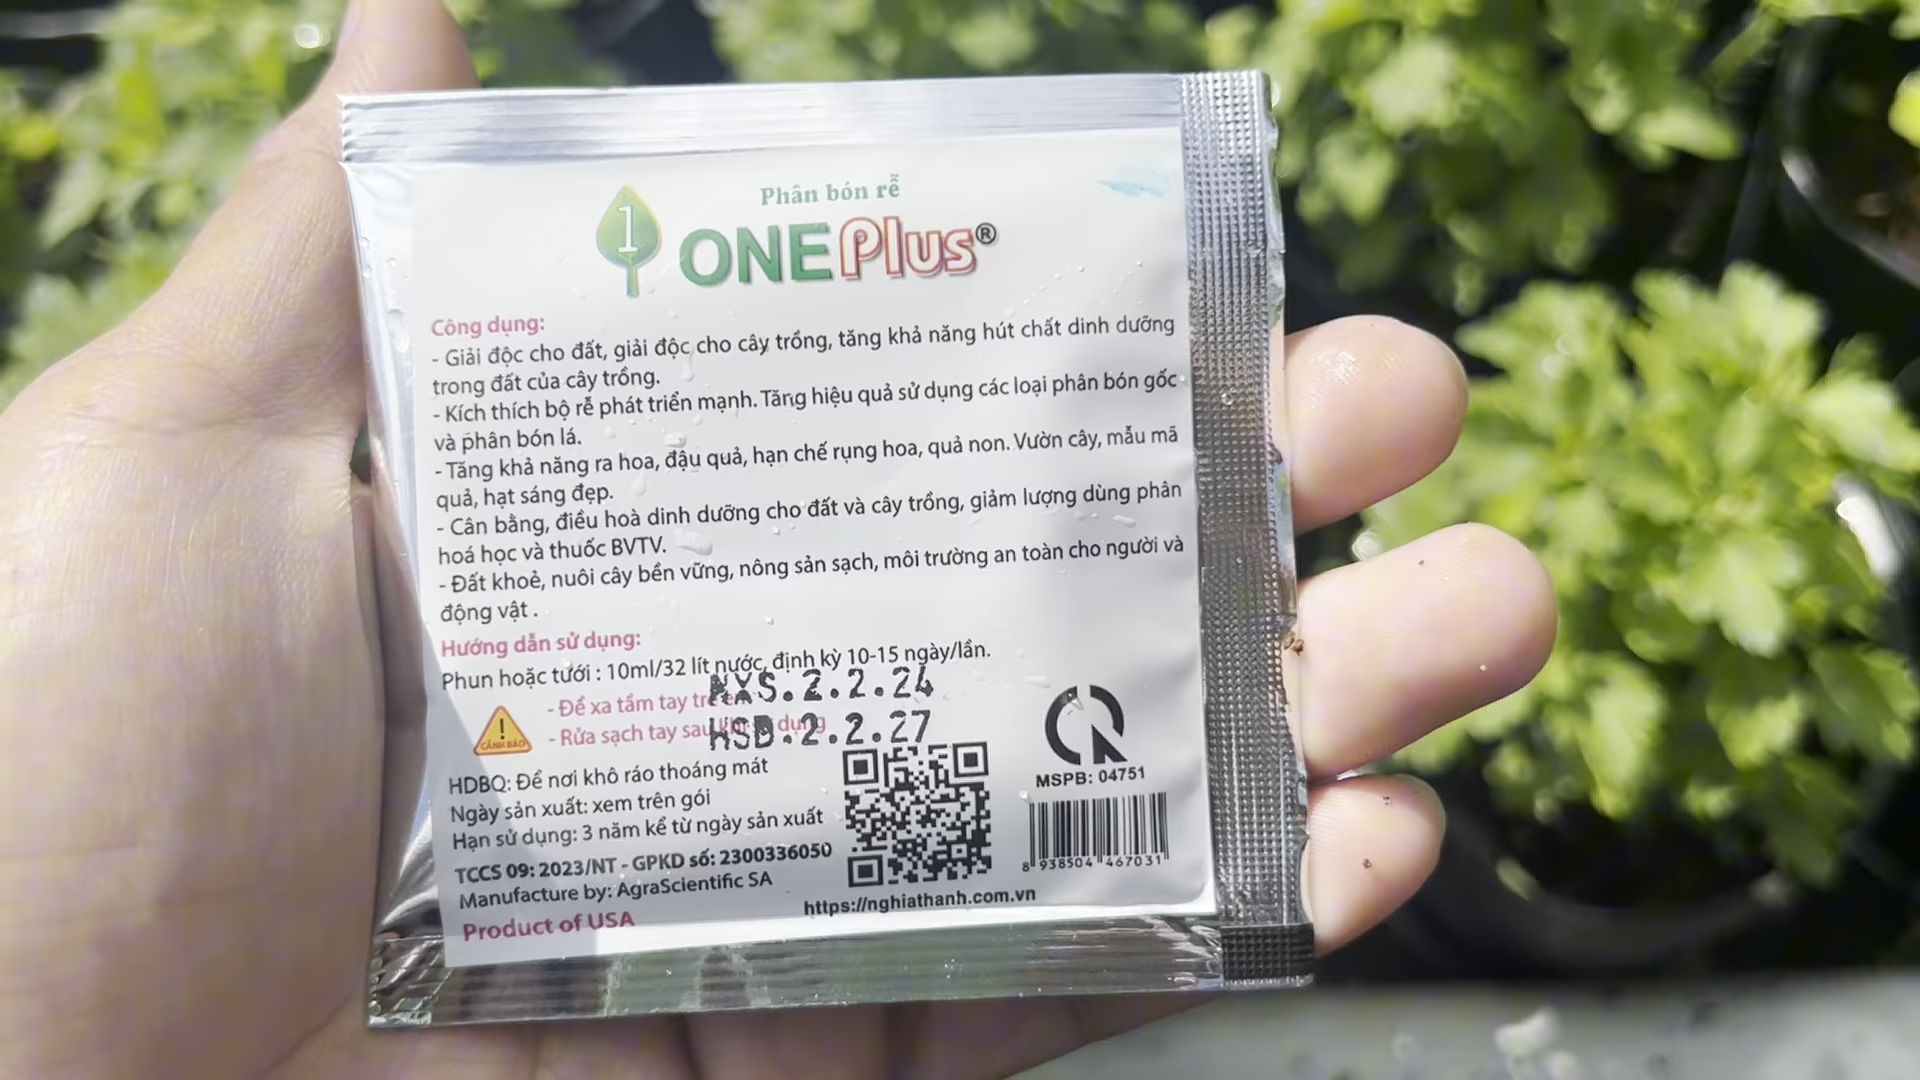 Phân bón rễ
1 ONE Plus®
Công dụng:
- Giải độc cho đất, giải độc cho cây trồng, tăng khả năng hút chất dinh dưỡng
trong đất của cây trồng.
- Kích thích bộ rễ phát triển mạnh. Tăng hiệu quả sử dụng các loại phân bón gốc
và phân bón lá.
- Tăng khả năng ra hoa, đậu quả, hạn chế rụng hoa, quả non. Vườn cây, mẫu mã
quả, hạt sáng đẹp.
- Cân bằng, điều hoà dinh dưỡng cho đất và cây trồng, giảm lượng dùng phân
hoá học và thuốc BVTV.
- Đất khoẻ, nuôi cây bền vững, nông sản sạch, môi trường an toàn cho người và
động vật .
Hướng dẫn sử dụng:
Phun hoặc tưới : 10ml/32 lít nước, định kỳ 10-15 ngày/lần.
NXS.2.2.24
- Để xa tầm tay trẻ em
HSD.2.2.27
- Rửa sạch tay sau khi sử dụng
CẢNH BÁO
HDBQ: Để nơi khô ráo thoáng mát
Ngày sản xuất: xem trên gói
Hạn sử dụng: 3 năm kể từ ngày sản xuất
TCCS 09: 2023/NT - GPKD số: 2300336050
Manufacture by: AgraScientific SA
Product of USA
https://nghiathanh.com.vn
MSPB: 04751
8 938504 467031